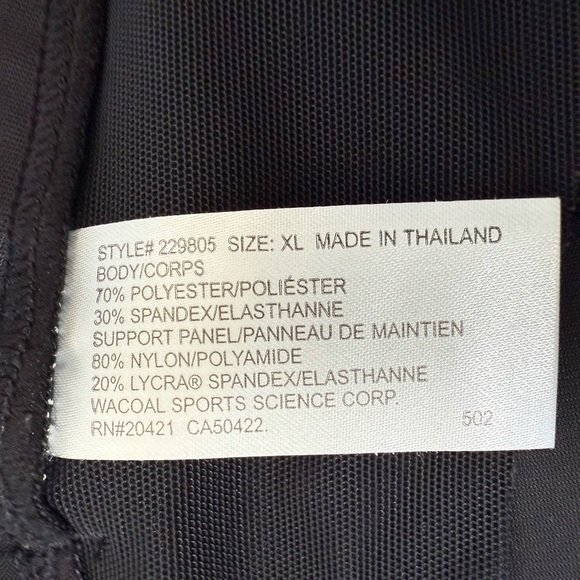 STYLE# 229805 SIZE: XL MADE IN THAILAND
BODY/CORPS
70% POLYESTER/POLIÉSTER
30% SPANDEX/ELASTHANNE
SUPPORT PANEL/PANNEAU DE MAINTIEN
80% NYLON/POLYAMIDE
20% LYCRA® SPANDEX/ELASTHANNE
WACOAL SPORTS SCIENCE CORP.
RN#20421 CA50422. 502